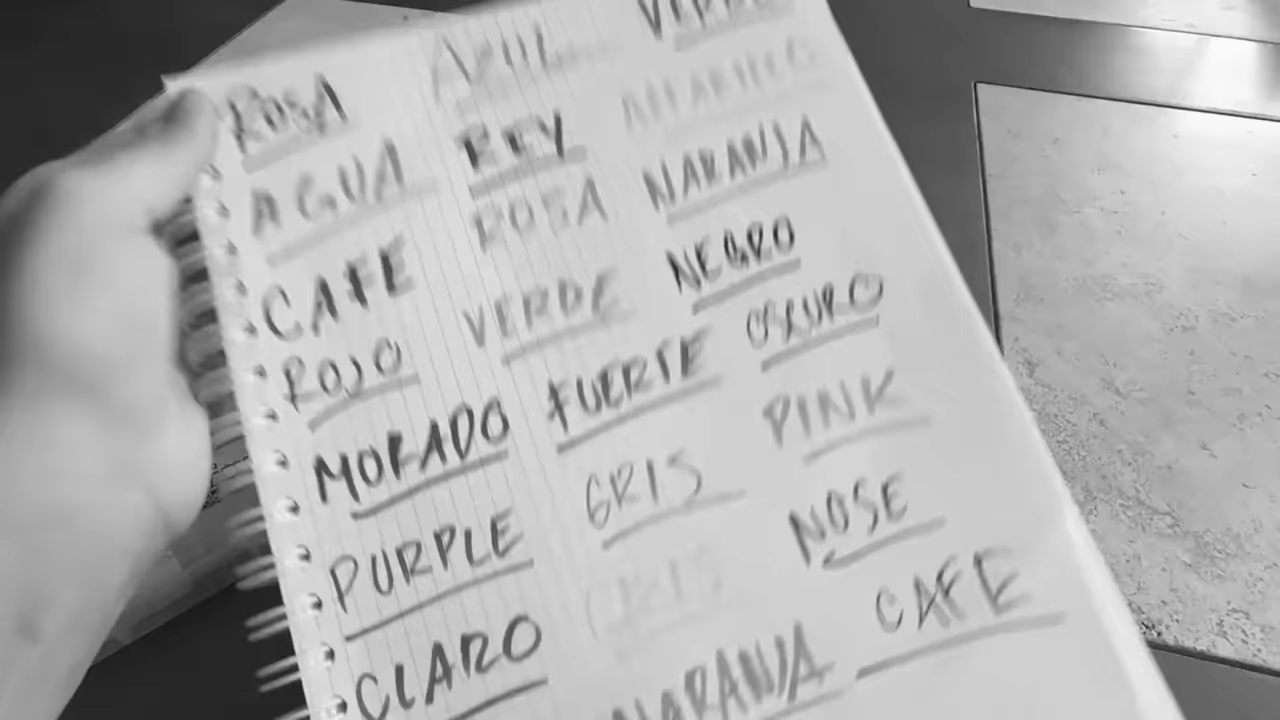 ROSA AZUL VERDE
AGUA REY AMARILLO
CAFE ROSA NARANJA
ROJO VERDE NEGRO
MORADO FUERTE OSCURO
PURPLE GRIS PINK
CLARO GRIS NOSE
NARANJA CAFE